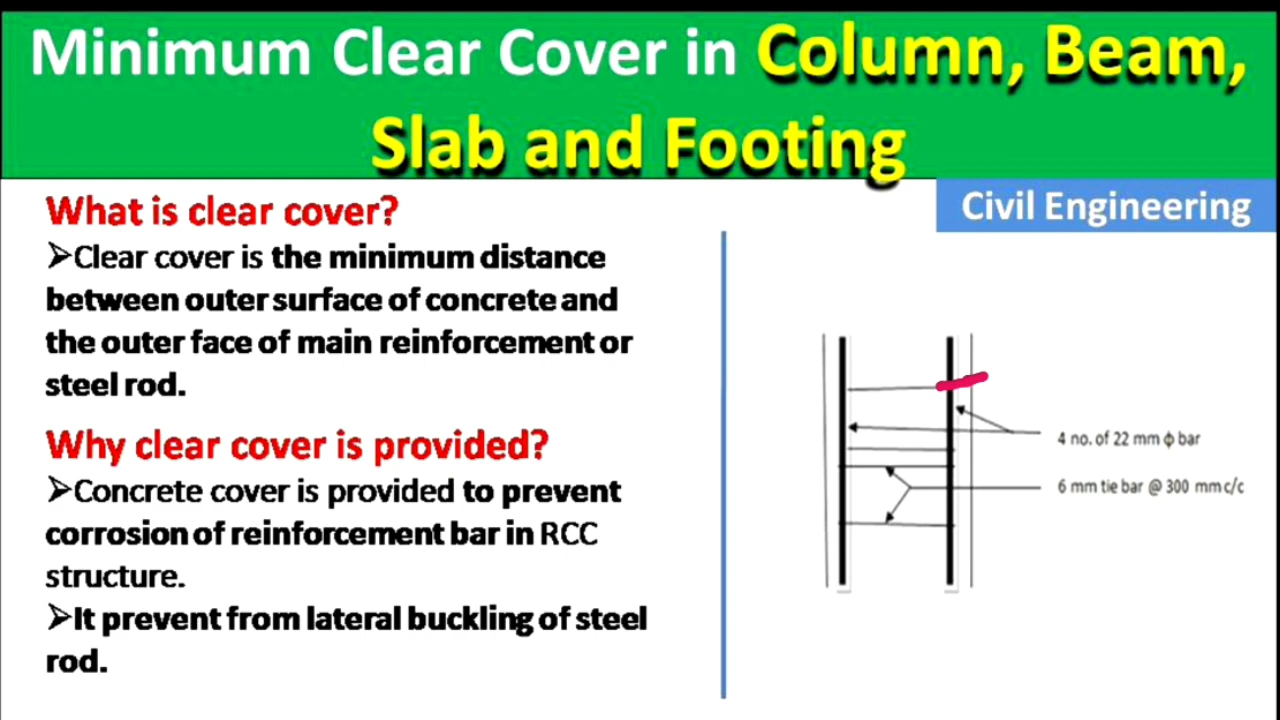 Minimum Clear Cover in Column, Beam,
Slab and Footing
Civil Engineering
What is clear cover?
➢Clear cover is the minimum distance
between outer surface of concrete and
the outer face of main reinforcement or
steel rod.
Why clear cover is provided?
➢Concrete cover is provided to prevent
corrosion of reinforcement bar in RCC
structure.
➢It prevent from lateral buckling of steel
rod.
4 no. of 22 mm ϕ bar
6 mm tie bar @ 300 mm c/c